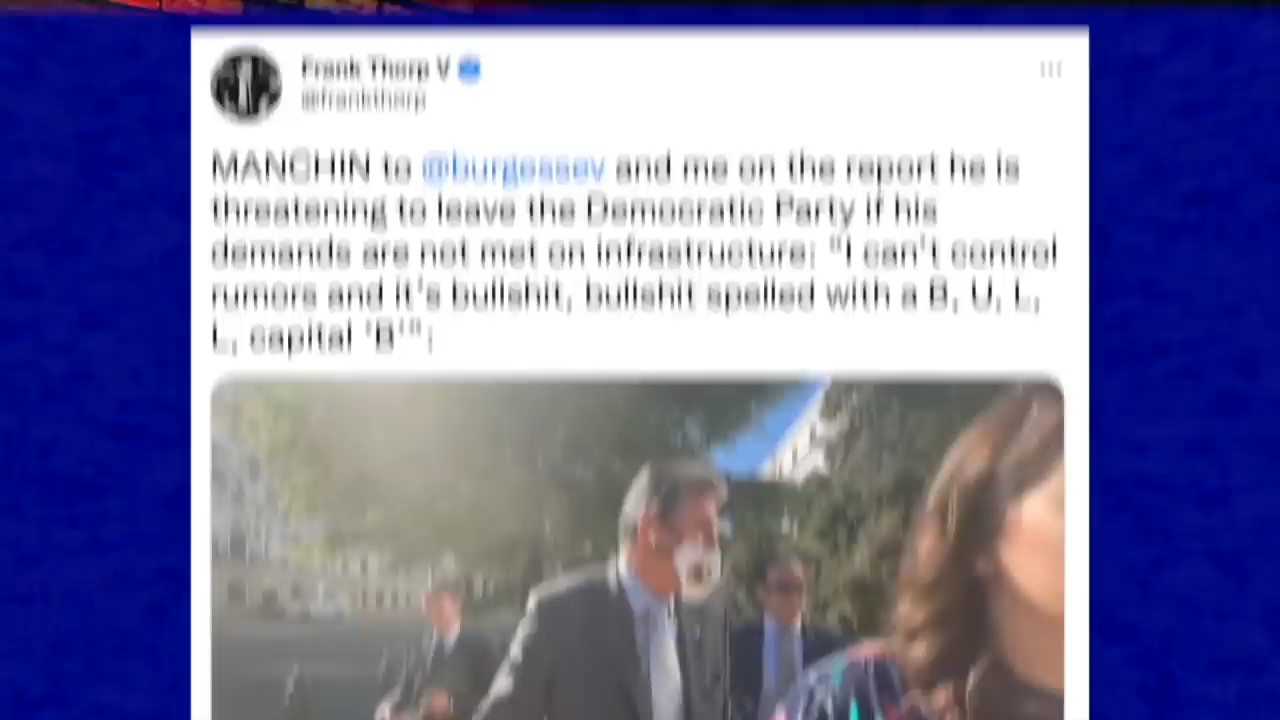 Frank Thorp V
@frankthorp
MANCHIN to @burgessev and me on the report he is
threatening to leave the Democratic Party if his
demands are not met on infrastructure: "I can't control
rumors and it's bullshit, bullshit spelled with a B, U, L,
L, capital 'B'":